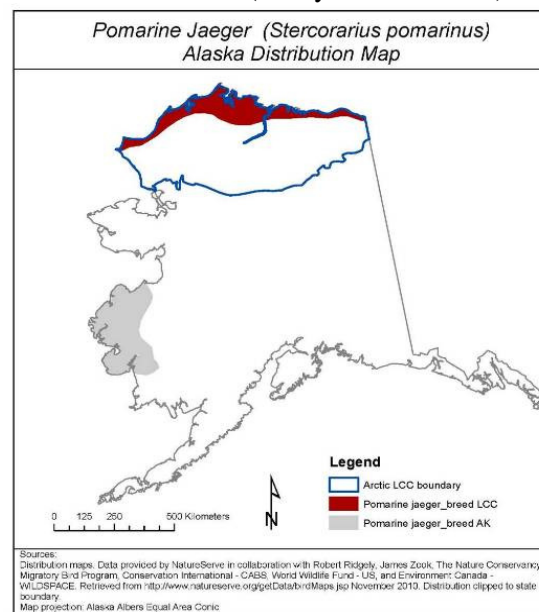 Pomarine Jaeger (Stercorarius pomarinus)
Alaska Distribution Map
Legend
Arctic LCC boundary
Pomarine jaeger_breed LCC
Pomarine jaeger_breed AK
0 125 250 500 Kilometers
N
Sources:
Distribution maps. Data provided by NatureServe in collaboration with Robert Ridgely, James Zook, The Nature Conservancy
Migratory Bird Program, Conservation International - CABS, World Wildlife Fund - US, and Environment Canada -
WILDSPACE. Retrieved from http://www.natureserve.org/getData/birdMaps.jsp November 2013. Distribution clipped to state
boundary.
Map projection: Alaska Albers Equal Area Conic